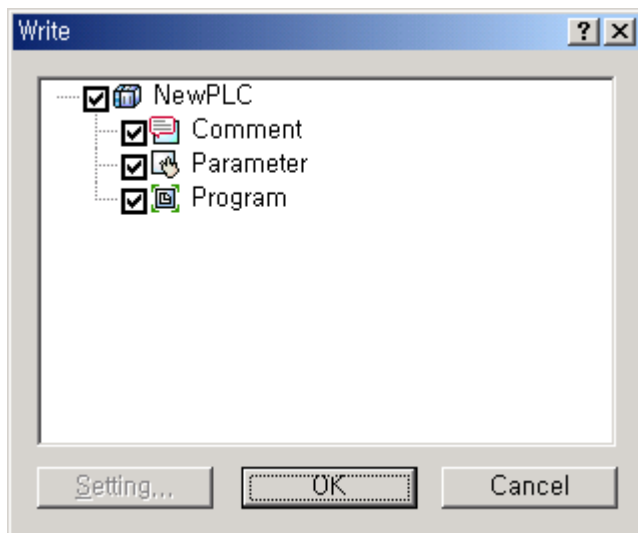 Write
NewPLC
Comment
Parameter
Program
Setting...
OK
Cancel